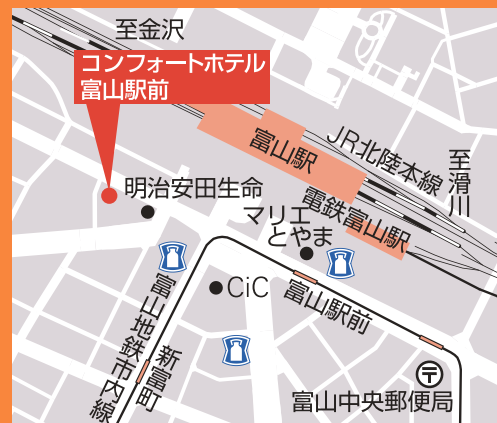 至金沢
コンフォートホテル
富山駅前
富山駅
JR北陸本線
至滑川
明治安田生命
マリエ
とやま
電鉄富山駅
CiC
富山駅前
富山地鉄市内線
新富町
富山中央郵便局